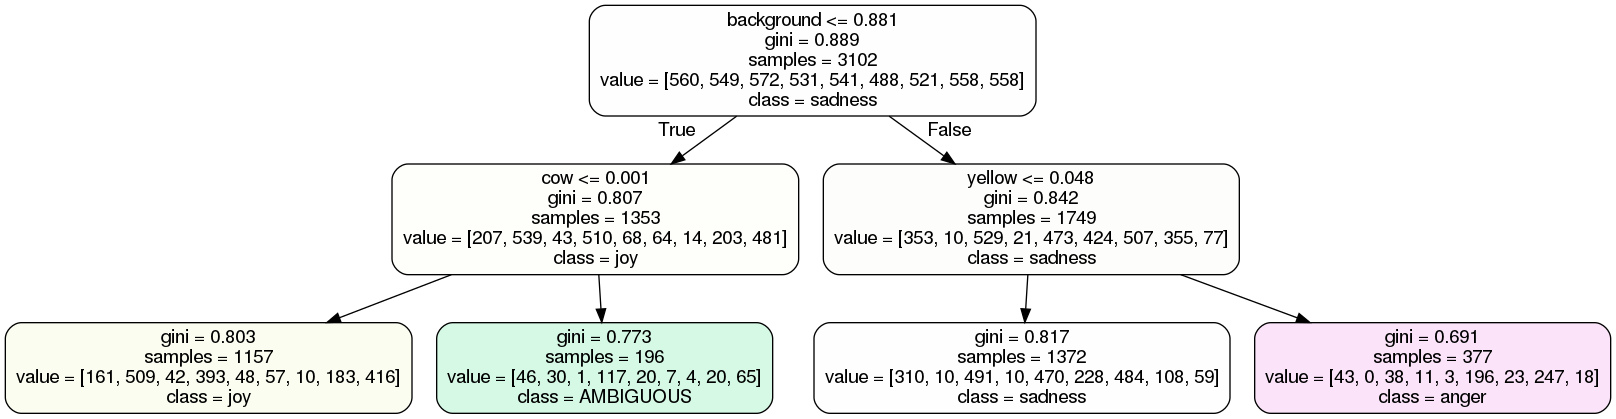 background <= 0.881
gini = 0.889
samples = 3102
value = [560, 549, 572, 531, 541, 488, 521, 558, 558]
class = sadness
True
False
cow <= 0.001
gini = 0.807
samples = 1353
value = [207, 539, 43, 510, 68, 64, 14, 203, 481]
class = joy
yellow <= 0.048
gini = 0.842
samples = 1749
value = [353, 10, 529, 21, 473, 424, 507, 355, 77]
class = sadness
gini = 0.803
samples = 1157
value = [161, 509, 42, 393, 48, 57, 10, 183, 416]
class = joy
gini = 0.773
samples = 196
value = [46, 30, 1, 117, 20, 7, 4, 20, 65]
class = AMBIGUOUS
gini = 0.817
samples = 1372
value = [310, 10, 491, 10, 470, 228, 484, 108, 59]
class = sadness
gini = 0.691
samples = 377
value = [43, 0, 38, 11, 3, 196, 23, 247, 18]
class = anger